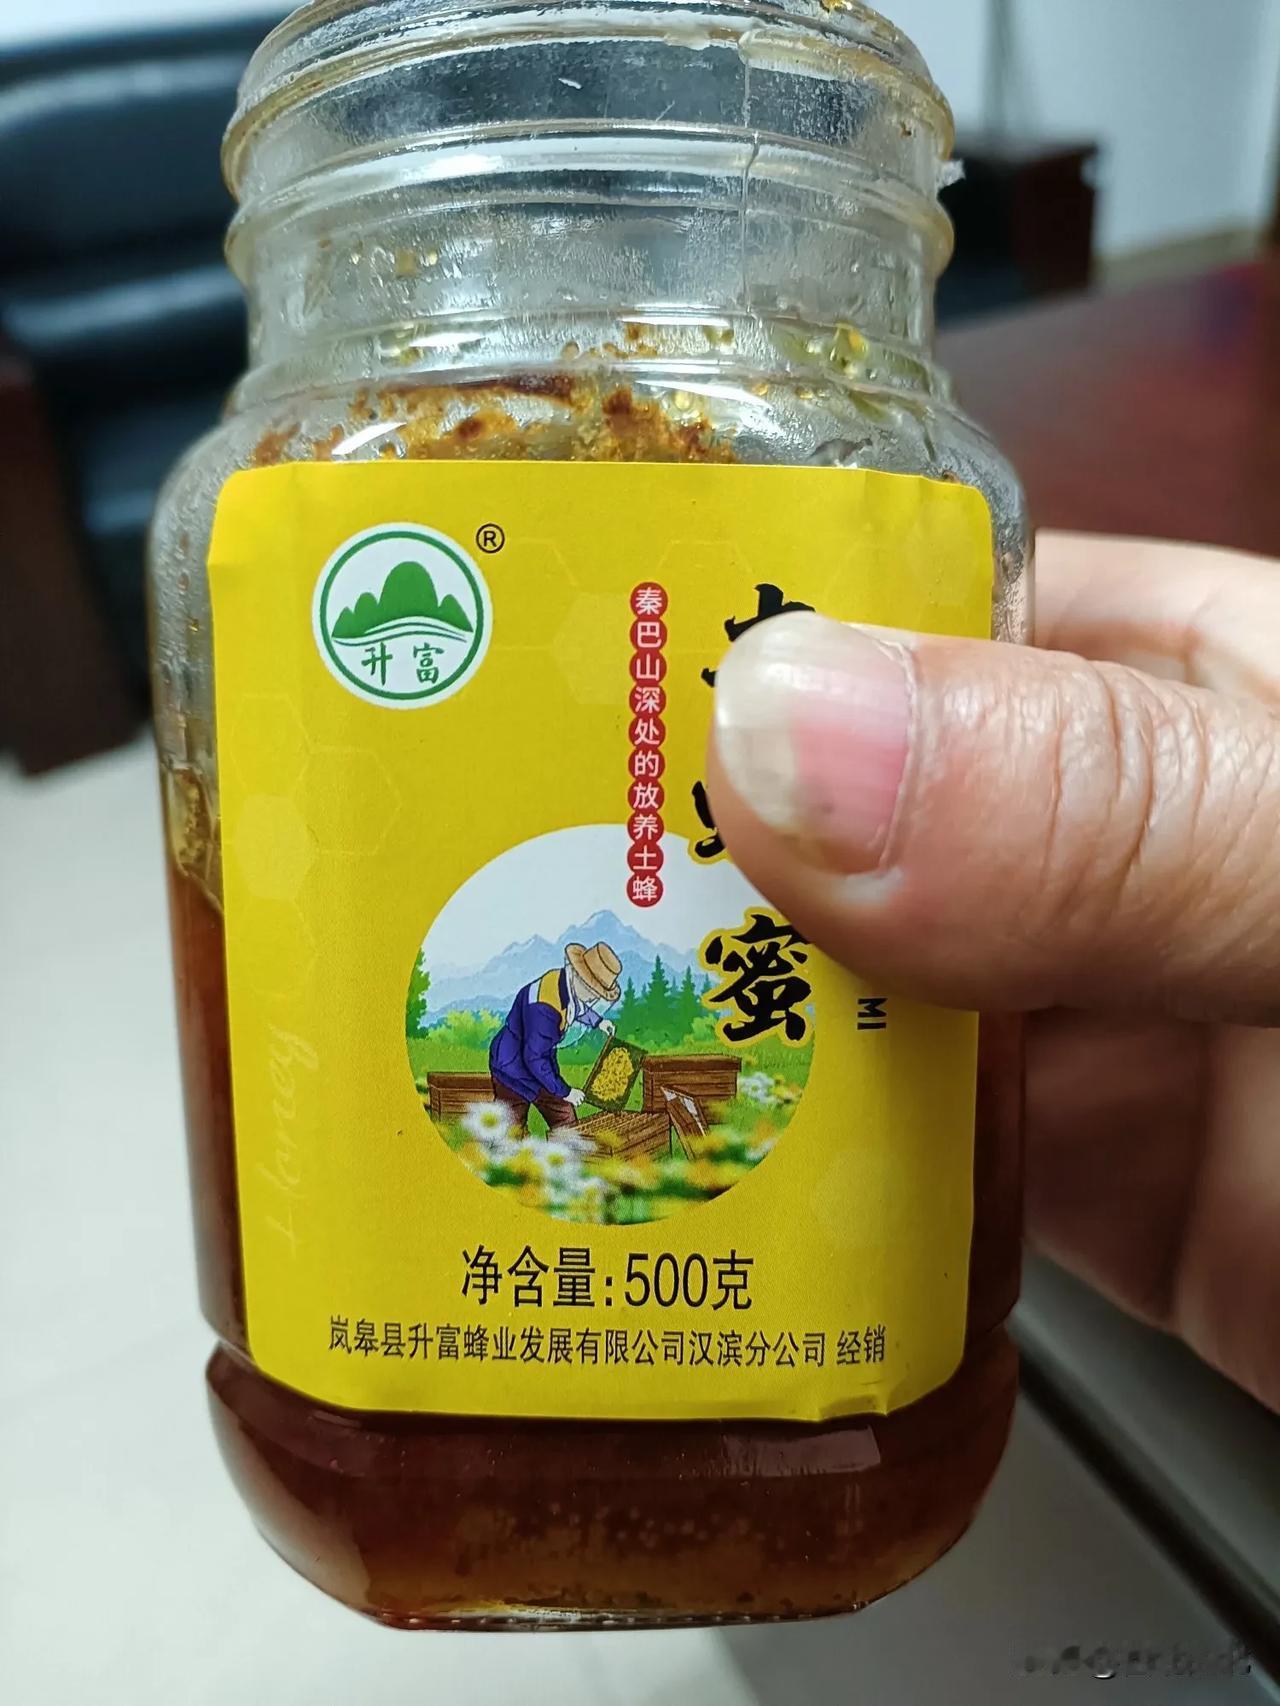 ®
升富
秦巴山深处的放养土蜂
蜜
MI
Honey
净含量:500克
岚皋县升富蜂业发展有限公司汉滨分公司 经销